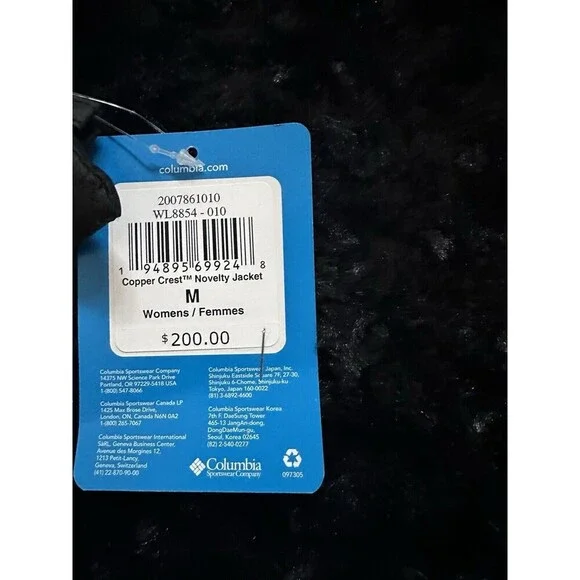 columbia.com
2007861010
WL8854 - 010
1 94895 69924 8
Copper Crest™ Novelty Jacket
M
Womens / Femmes
$200.00
Columbia Sportswear Company
14375 NW Science Park Drive
Portland, OR 97229-5418 USA
1-(800) 547-8066
Columbia Sportswear Canada LP
1425 Max Brose Drive,
London, ON, Canada N6N 0A2
1-(800) 265-7067
Columbia Sportswear International
Sàrl, Geneva Business Center,
Avenue des Morgines 12,
1213 Petit-Lancy,
Geneva, Switzerland
(41) 22-870-90-00
Columbia Sportswear Japan, Inc.
Shinjuku Eastside Square 7F, 27-30,
Shinjuku 6-Chome, Shinjuku-ku
Tokyo, Japan 160-0022
(81) 3-6892-4600
Columbia Sportswear Korea
7th F. DaeSung Tower
465-13 JangAn-dong,
DongDaeMun-gu,
Seoul, Korea 02645
(82) 2-540-0277
Columbia
Sportswear Company
097305